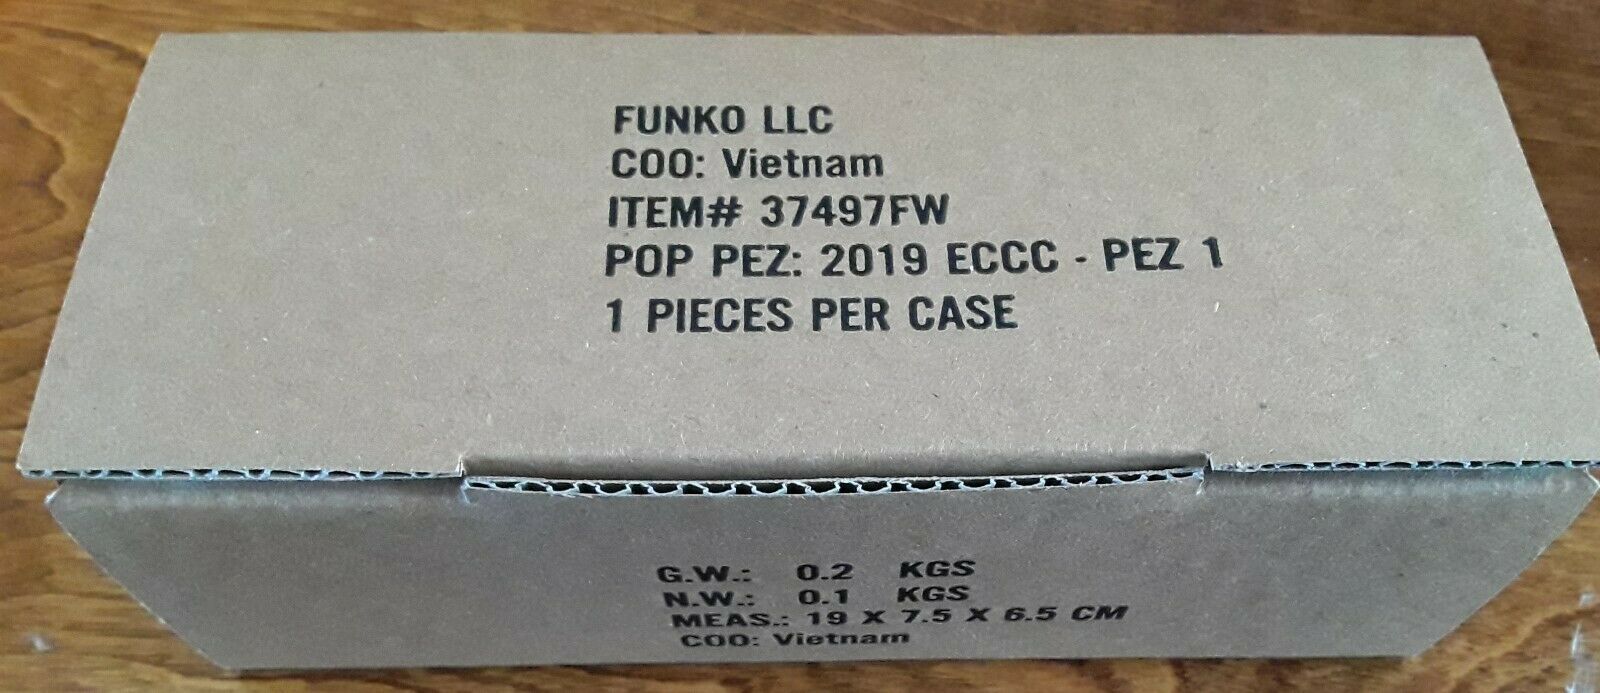 FUNKO LLC
COO: Vietnam
ITEM# 37497FW
POP PEZ: 2019 ECCC - PEZ 1
1 PIECES PER CASE
G.W.: 0.2 KGS
N.W.: 0.1 KGS
MEAS.: 19 X 7.5 X 6.5 CM
COO: Vietnam